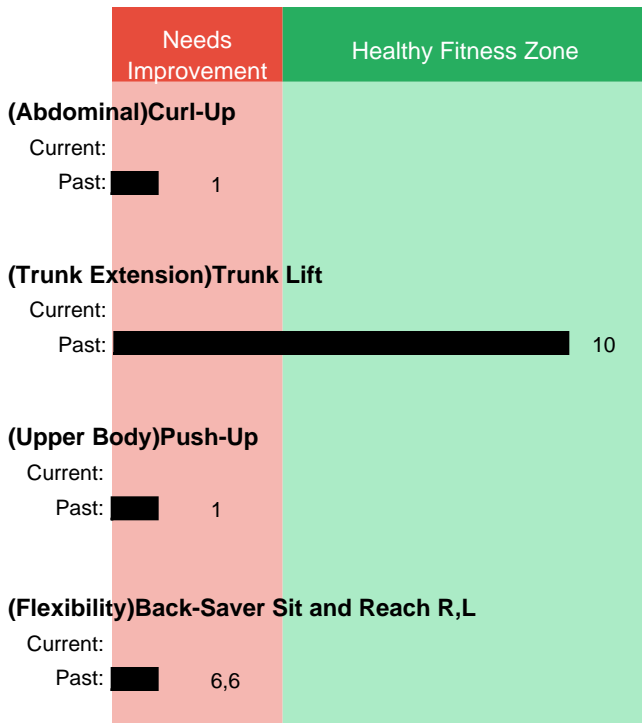 Needs
Improvement
Healthy Fitness Zone
(Abdominal)Curl-Up
Current:
Past: 1
(Trunk Extension)Trunk Lift
Current:
Past: 10
(Upper Body)Push-Up
Current:
Past: 1
(Flexibility)Back-Saver Sit and Reach R,L
Current:
Past: 6,6